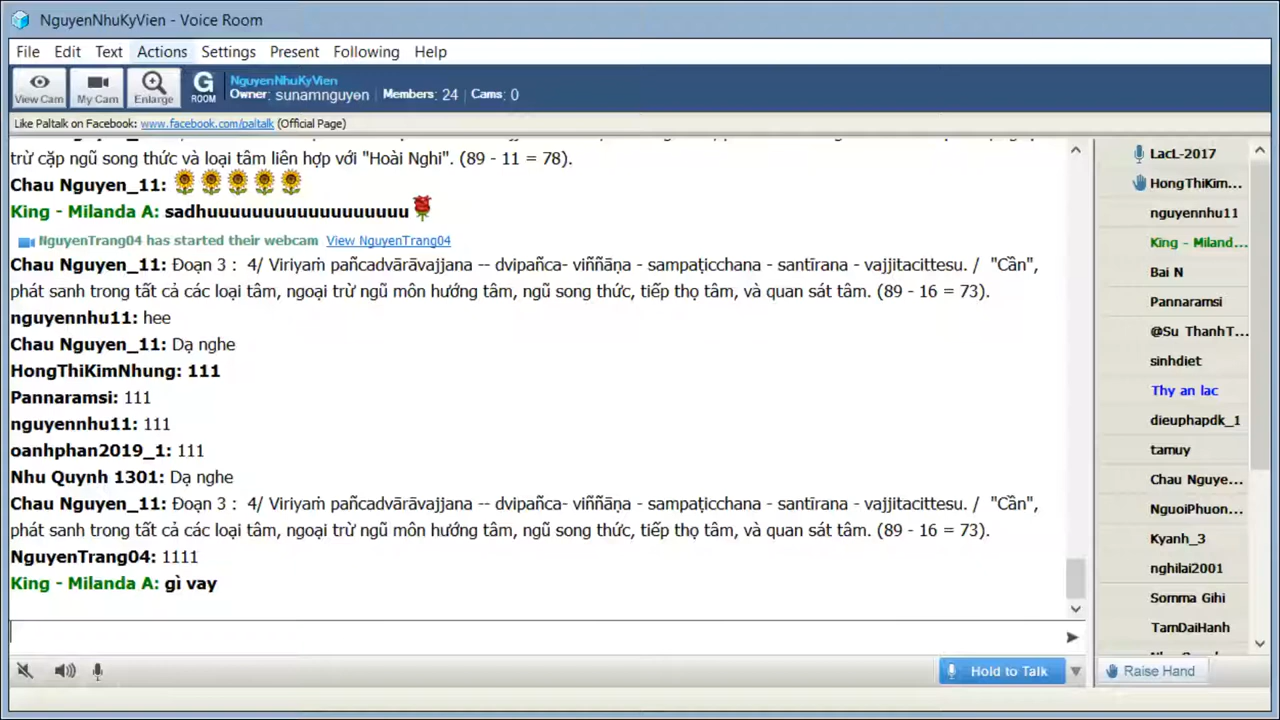 NguyenNhuKyVien - Voice Room
File Edit Text Actions Settings Present Following Help
View Cam My Cam Enlarge G ROOM NguyenNhuKyVien
Owner: sunamnguyen Members: 24 Cams: 0
Like Paltalk on Facebook: www.facebook.com/paltalk (Official Page)
trừ cặp ngũ song thức và loại tâm liên hợp với "Hoài Nghi". (89 - 11 = 78).
Chau Nguyen_11:
King - Milanda A: sadhuuuuuuuuuuuuuuuuuu
NguyenTrang04 has started their webcam View NguyenTrang04
Chau Nguyen_11: Đoạn 3 : 4/ Viriyaṁ pañcadvārāvajjana -- dvipañca- viññāṇa - sampaṭicchana - santīrana - vajjitacittesu. / "Cần",
phát sanh trong tất cả các loại tâm, ngoại trừ ngũ môn hướng tâm, ngũ song thức, tiếp thọ tâm, và quan sát tâm. (89 - 16 = 73).
nguyennhu11: hee
Chau Nguyen_11: Dạ nghe
HongThiKimNhung: 111
Pannaramsi: 111
nguyennhu11: 111
oanhphan2019_1: 111
Nhu Quynh 1301: Dạ nghe
Chau Nguyen_11: Đoạn 3 : 4/ Viriyaṁ pañcadvārāvajjana -- dvipañca- viññāṇa - sampaṭicchana - santīrana - vajjitacittesu. / "Cần",
phát sanh trong tất cả các loại tâm, ngoại trừ ngũ môn hướng tâm, ngũ song thức, tiếp thọ tâm, và quan sát tâm. (89 - 16 = 73).
NguyenTrang04: 1111
King - Milanda A: gì vay
Hold to Talk
LacL-2017
HongThiKim...
nguyennhu11
King - Miland...
Bai N
Pannaramsi
@Su ThanhT...
sinhdiet
Thy an lac
dieuphapdk_1
tamuy
Chau Nguye...
NguoiPhuon...
Kyanh_3
nghilai2001
Somma Gihi
TamDaiHanh
Raise Hand